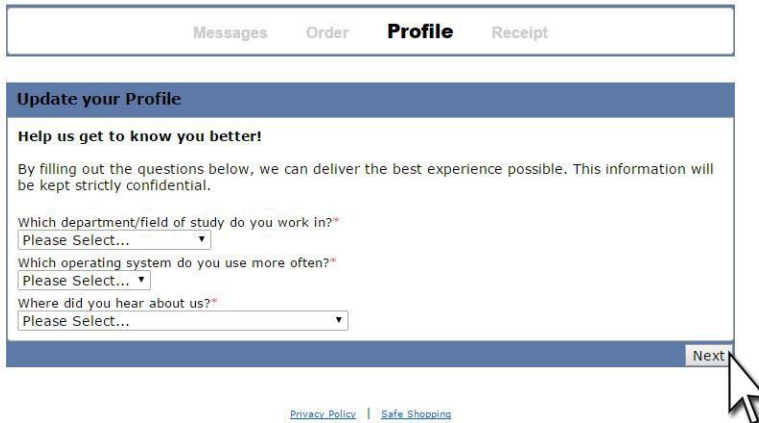 Messages Order Profile Receipt
Update your Profile
Help us get to know you better!
By filling out the questions below, we can deliver the best experience possible. This information will
be kept strictly confidential.
Which department/field of study do you work in?*
Please Select...
Which operating system do you use more often?*
Please Select...
Where did you hear about us?*
Please Select...
Next
Privacy Policy | Safe Shopping